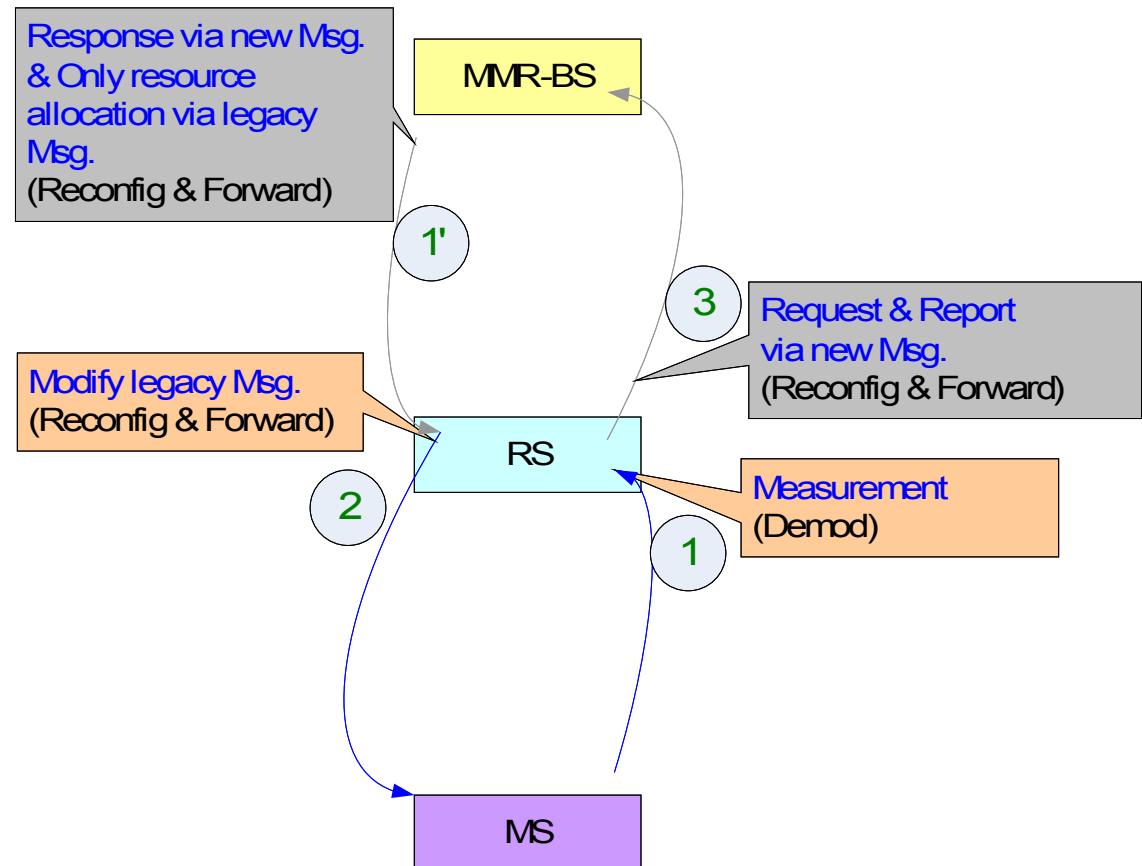 Response via new Msg.
& Only resource
allocation via legacy
Msg.
(Reconfig & Forward)
MMR-BS
1'
3
Request & Report
via new Msg.
(Reconfig & Forward)
Modify legacy Msg.
(Reconfig & Forward)
RS
Measurement
(Demod)
2
1
MS